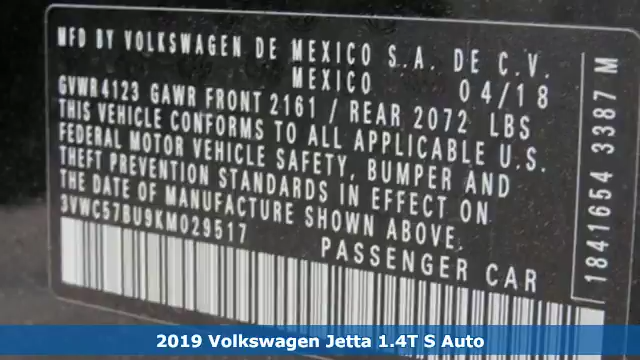 MFD BY VOLKSWAGEN DE MEXICO S.A. DE C.V.
MEXICO 04/18
GVWR4123 GAWR FRONT 2161 / REAR 2072 LBS
THIS VEHICLE CONFORMS TO ALL APPLICABLE U.S.
FEDERAL MOTOR VEHICLE SAFETY, BUMPER AND
THEFT PREVENTION STANDARDS IN EFFECT ON
THE DATE OF MANUFACTURE SHOWN ABOVE.
3VWC57BU9KM029517
PASSENGER CAR
1841654 3387 M
2019 Volkswagen Jetta 1.4T S Auto